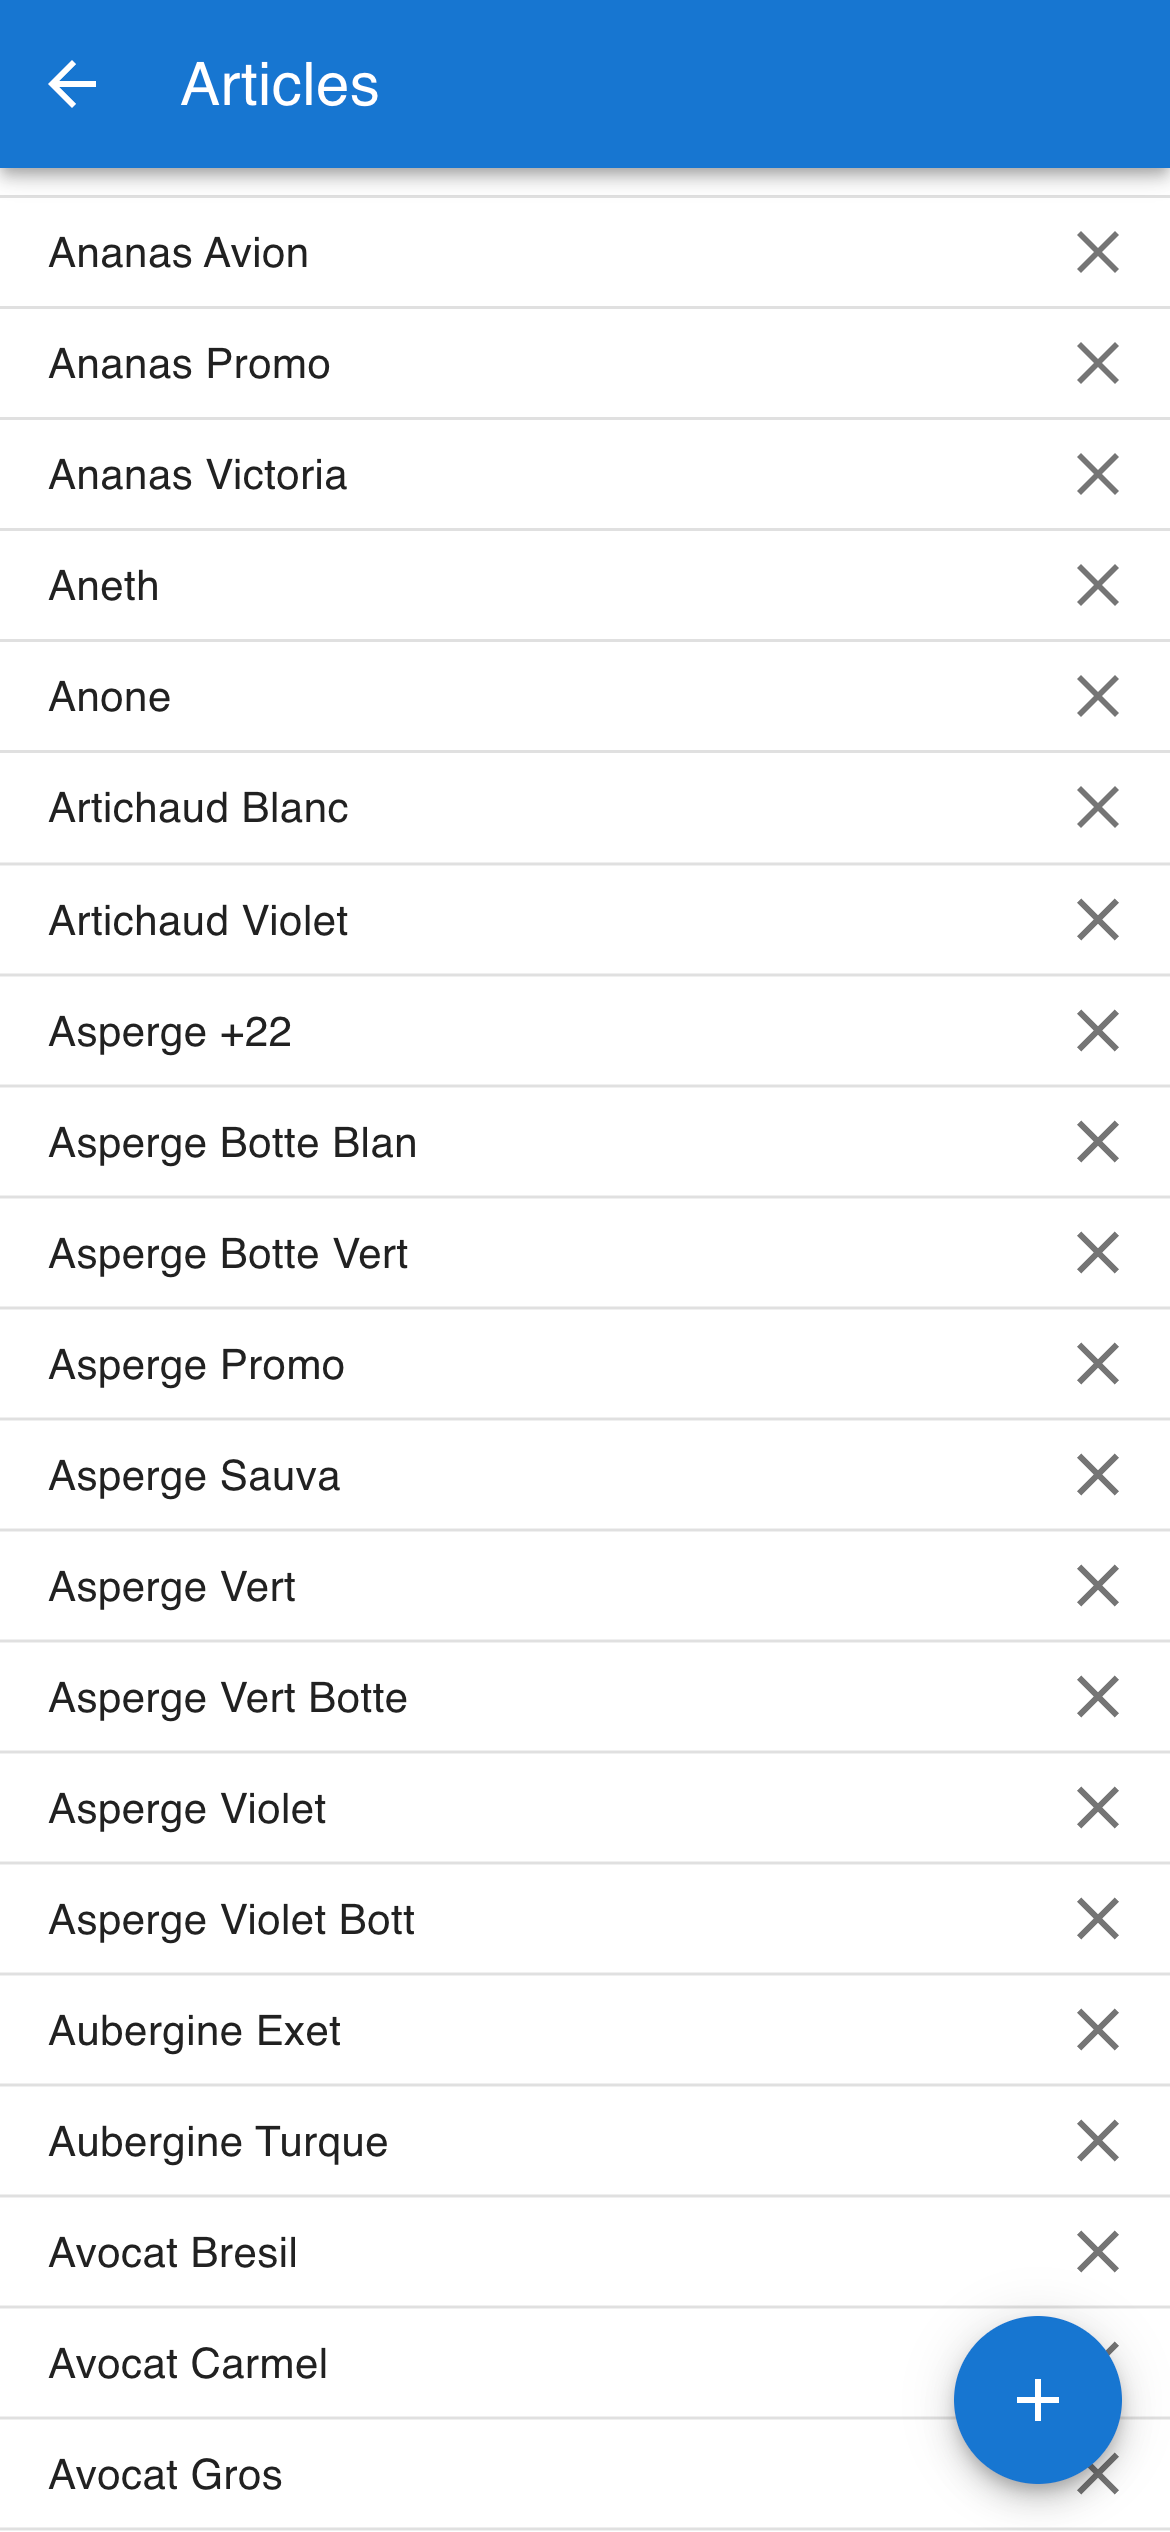 Articles
Ananas Avion
Ananas Promo
Ananas Victoria
Aneth
Anone
Artichaud Blanc
Artichaud Violet
Asperge +22
Asperge Botte Blan
Asperge Botte Vert
Asperge Promo
Asperge Sauva
Asperge Vert
Asperge Vert Botte
Asperge Violet
Asperge Violet Bott
Aubergine Exet
Aubergine Turque
Avocat Bresil
Avocat Carmel
Avocat Gros